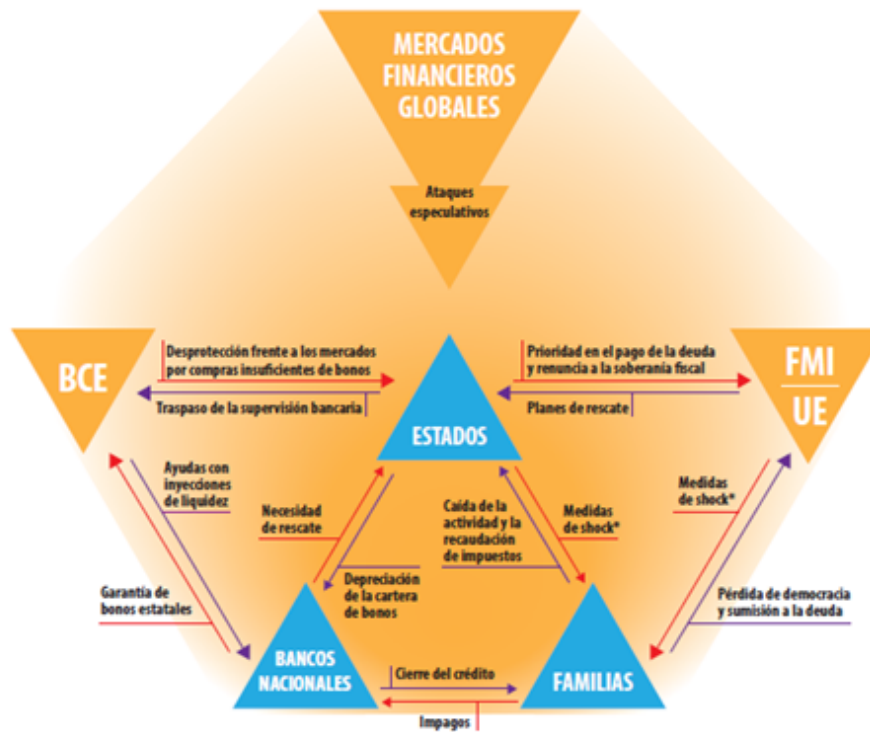 MERCADOS
FINANCIEROS
GLOBALES
Ataques
especulativos
BCE
Desprotección frente a los mercados
por compras insuficientes de bonos
Traspaso de la supervisión bancaria
ESTADOS
Prioridad en el pago de la deuda
y renuncia a la soberanía fiscal
Planes de rescate
FMI
UE
Ayudas con
inyecciones
de liquidez
Garantía de
bonos estatales
Necesidad
de rescate
Depreciación
de la cartera
de bonos
Caída de la
actividad y la
recaudación
de impuestos
Medidas
de shock*
Medidas
de shock*
Pérdida de democracia
y sumisión a la deuda
BANCOS
NACIONALES
Cierre del crédito
Impagos
FAMILIAS